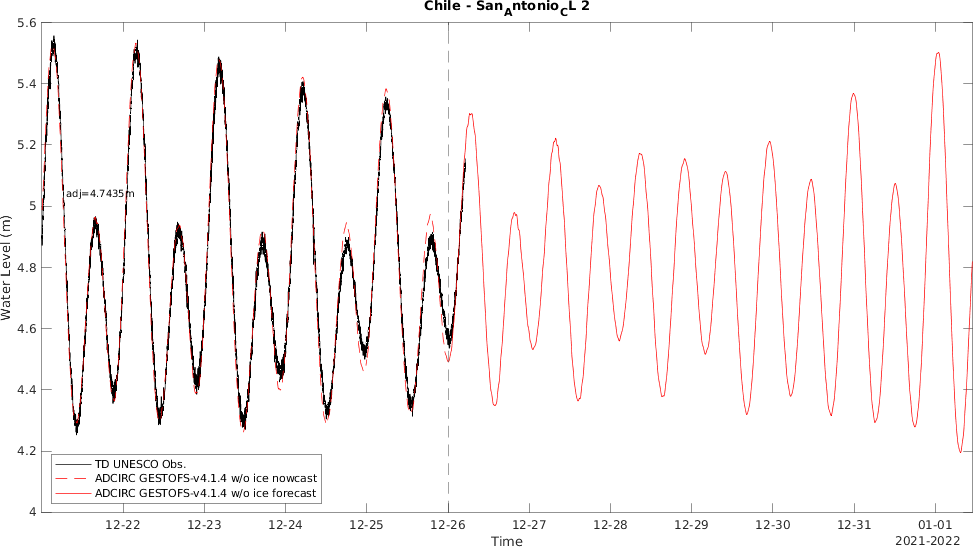 Chile - SanAntonioCL 2
5.6
5.4
5.2
5
4.8
4.6
4.4
4.2
4
Water Level (m)
adj=4.7435m
TD UNESCO Obs.
ADCIRC GESTOFS-v4.1.4 w/o ice nowcast
ADCIRC GESTOFS-v4.1.4 w/o ice forecast
12-22 12-23 12-24 12-25 12-26 12-27 12-28 12-29 12-30 12-31 01-01
Time
2021-2022